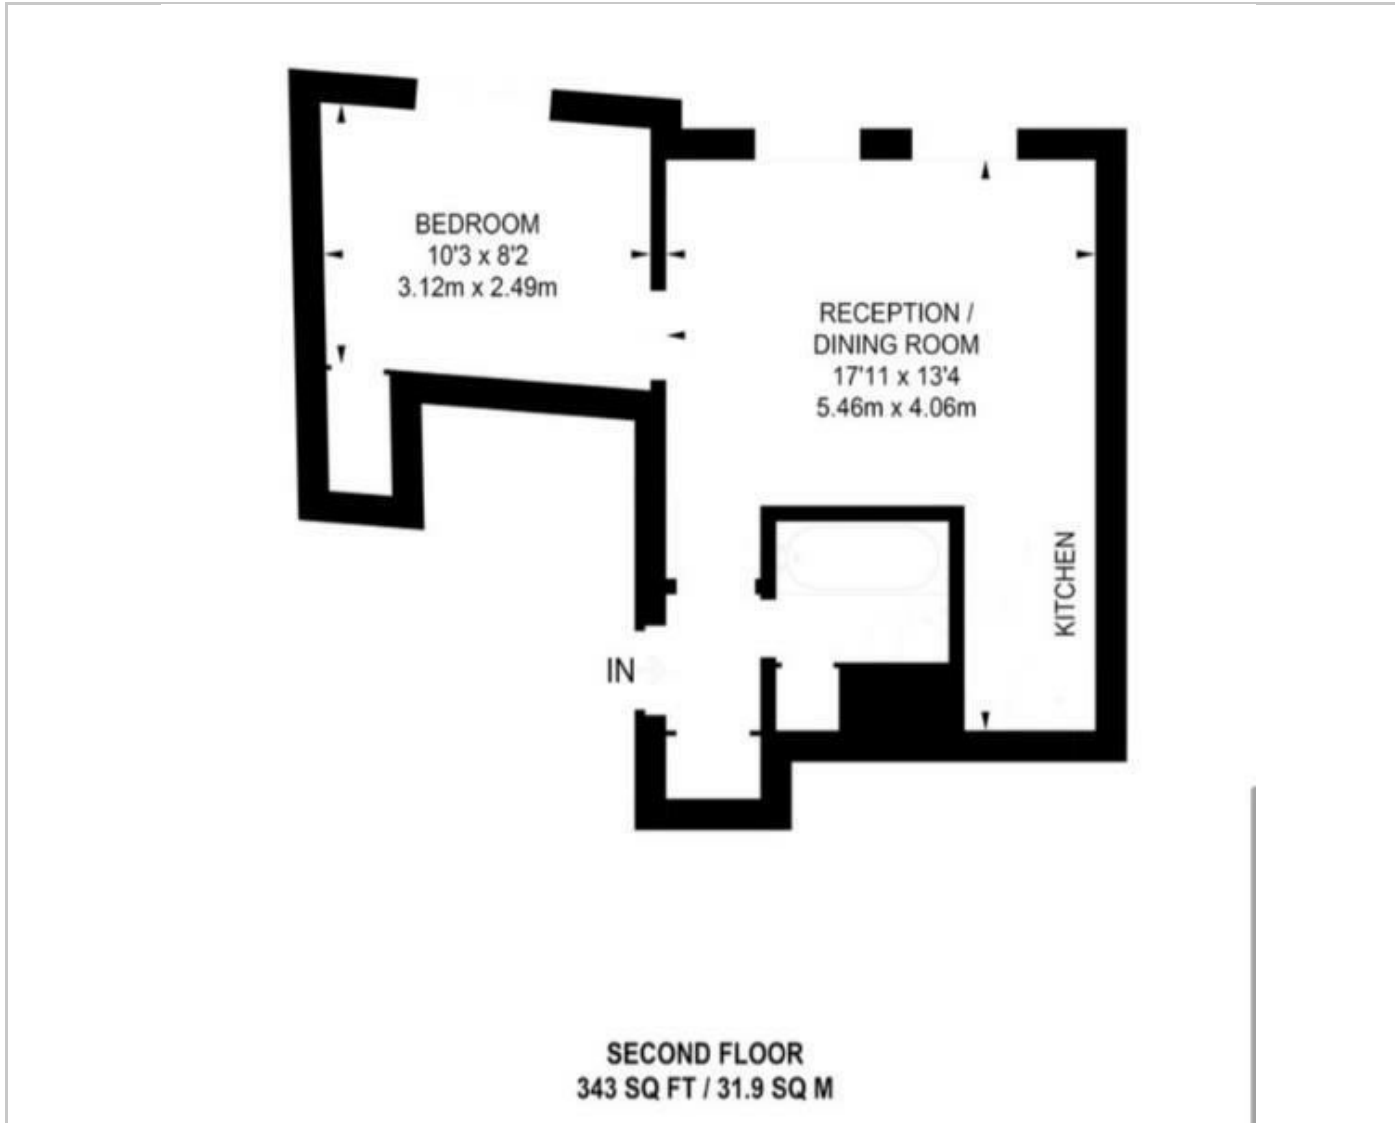 BEDROOM
10'3 x 8'2
3.12m x 2.49m
RECEPTION /
DINING ROOM
17'11 x 13'4
5.46m x 4.06m
KITCHEN
IN
SECOND FLOOR
343 SQ FT / 31.9 SQ M